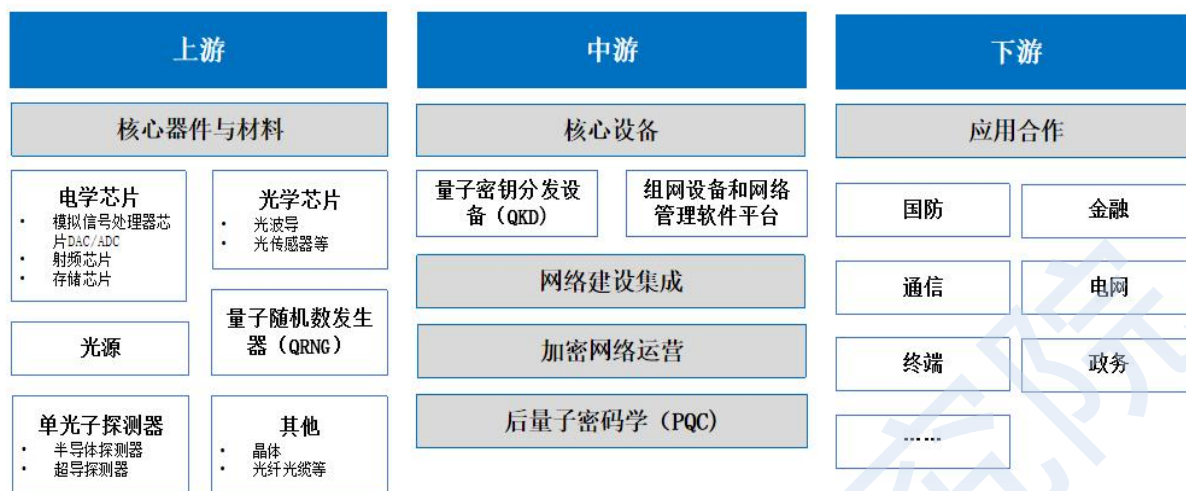 上游
核心器件与材料
电学芯片
• 模拟信号处理器芯
片DAC/ADC
• 射频芯片
• 存储芯片
光学芯片
• 光波导
• 光传感器等
光源
量子随机数发生
器（QRNG）
单光子探测器
• 半导体探测器
• 超导探测器
其他
• 晶体
• 光纤光缆等
中游
核心设备
量子密钥分发设
备（QKD）
组网设备和网络
管理软件平台
网络建设集成
加密网络运营
后量子密码学（PQC）
下游
应用合作
国防
金融
通信
电网
终端
政务
……
究院